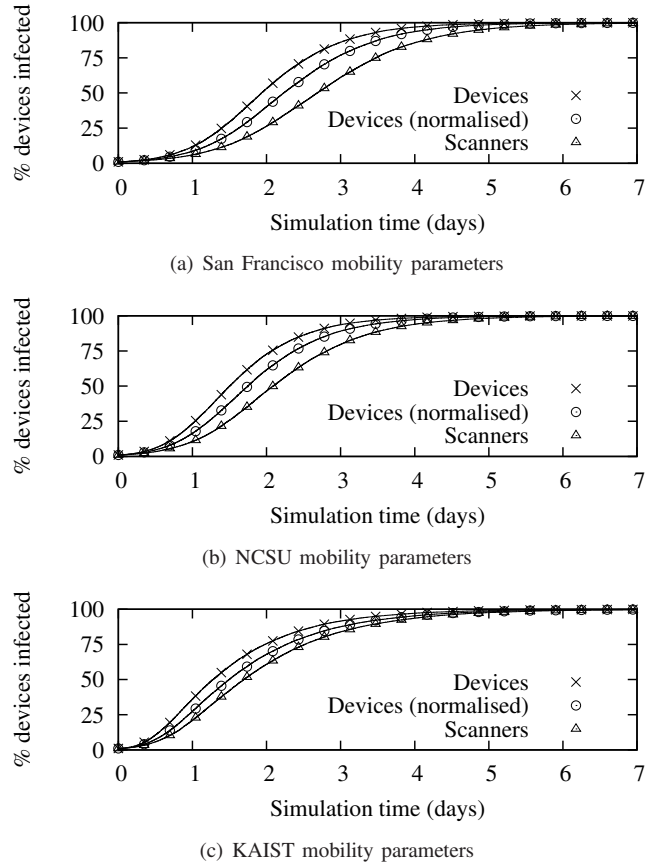 100
75
50
25
0
% devices infected
Devices
Devices (normalised)
Scanners
0 1 2 3 4 5 6 7
Simulation time (days)
(a) San Francisco mobility parameters
100
75
50
25
0
% devices infected
Devices
Devices (normalised)
Scanners
0 1 2 3 4 5 6 7
Simulation time (days)
(b) NCSU mobility parameters
100
75
50
25
0
% devices infected
Devices
Devices (normalised)
Scanners
0 1 2 3 4 5 6 7
Simulation time (days)
(c) KAIST mobility parameters